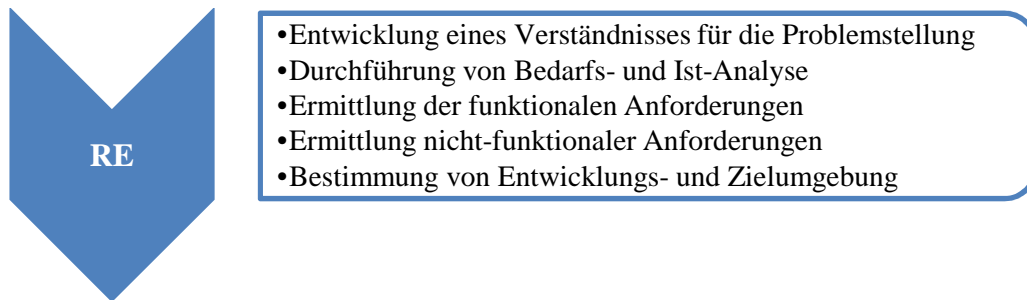 RE
•Entwicklung eines Verständnisses für die Problemstellung
•Durchführung von Bedarfs- und Ist-Analyse
•Ermittlung der funktionalen Anforderungen
•Ermittlung nicht-funktionaler Anforderungen
•Bestimmung von Entwicklungs- und Zielumgebung